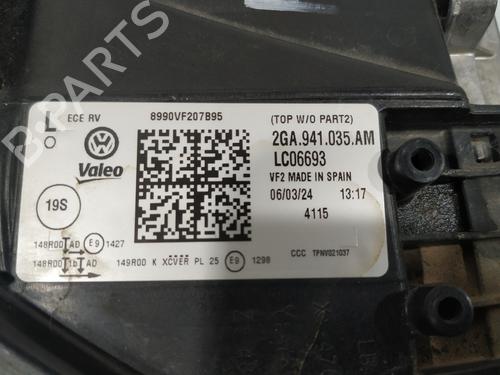 L ECE RV
8990VF207B95
(TOP W/O PART2)
2GA.941.035.AM
LC06693
VF2 MADE IN SPAIN
06/03/24 13:17
4115
Valeo
19S
148R00 AD E9 1427
148R00 1b AD
149R00 K XCVER PL 25 E9 1298
CCC TPNV021037
B PARTS